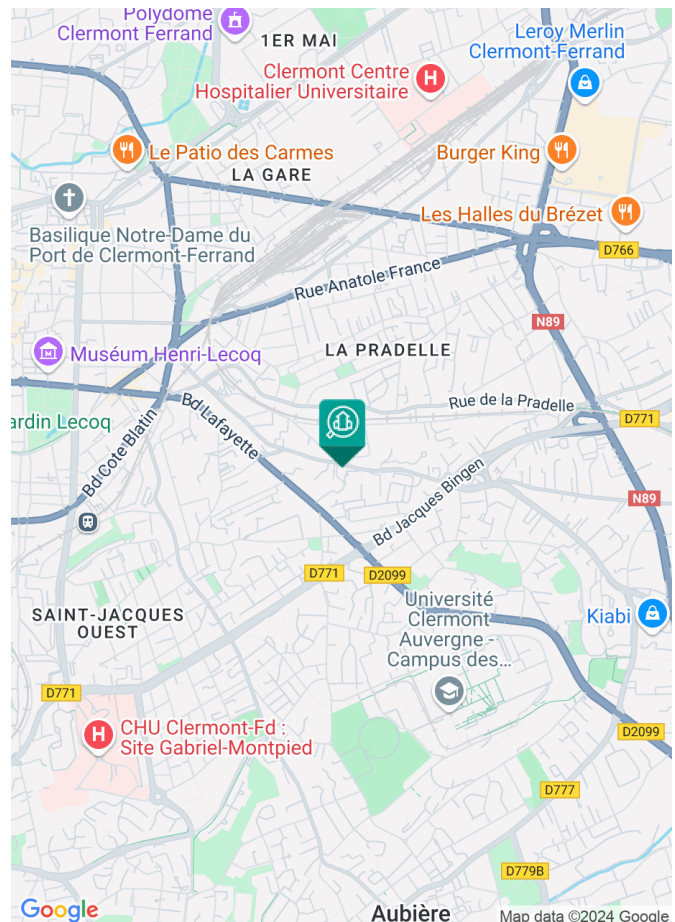 Polydome
Clermont Ferrand
1ER MAI
Leroy Merlin
Clermont-Ferrand
Clermont Centre
Hospitalier Universitaire
H
Le Patio des Carmes
Burger King
LA GARE
Les Halles du Brézet
Basilique Notre-Dame du
Port de Clermont-Ferrand
D766
Rue Anatole France
N89
Muséum Henri-Lecoq
LA PRADELLE
Rue de la Pradelle
D771
ardin Lecoq
Bd Cote Blatin
Bd Lafayette
N89
Bd Jacques Bingen
D771
D2099
Université
Clermont
Auvergne -
Campus des...
Kiabi
SAINT-JACQUES
OUEST
D771
H
CHU Clermont-Fd :
Site Gabriel-Montpied
D2099
D777
D779B
Google
Aubière
Map data ©2024 Google